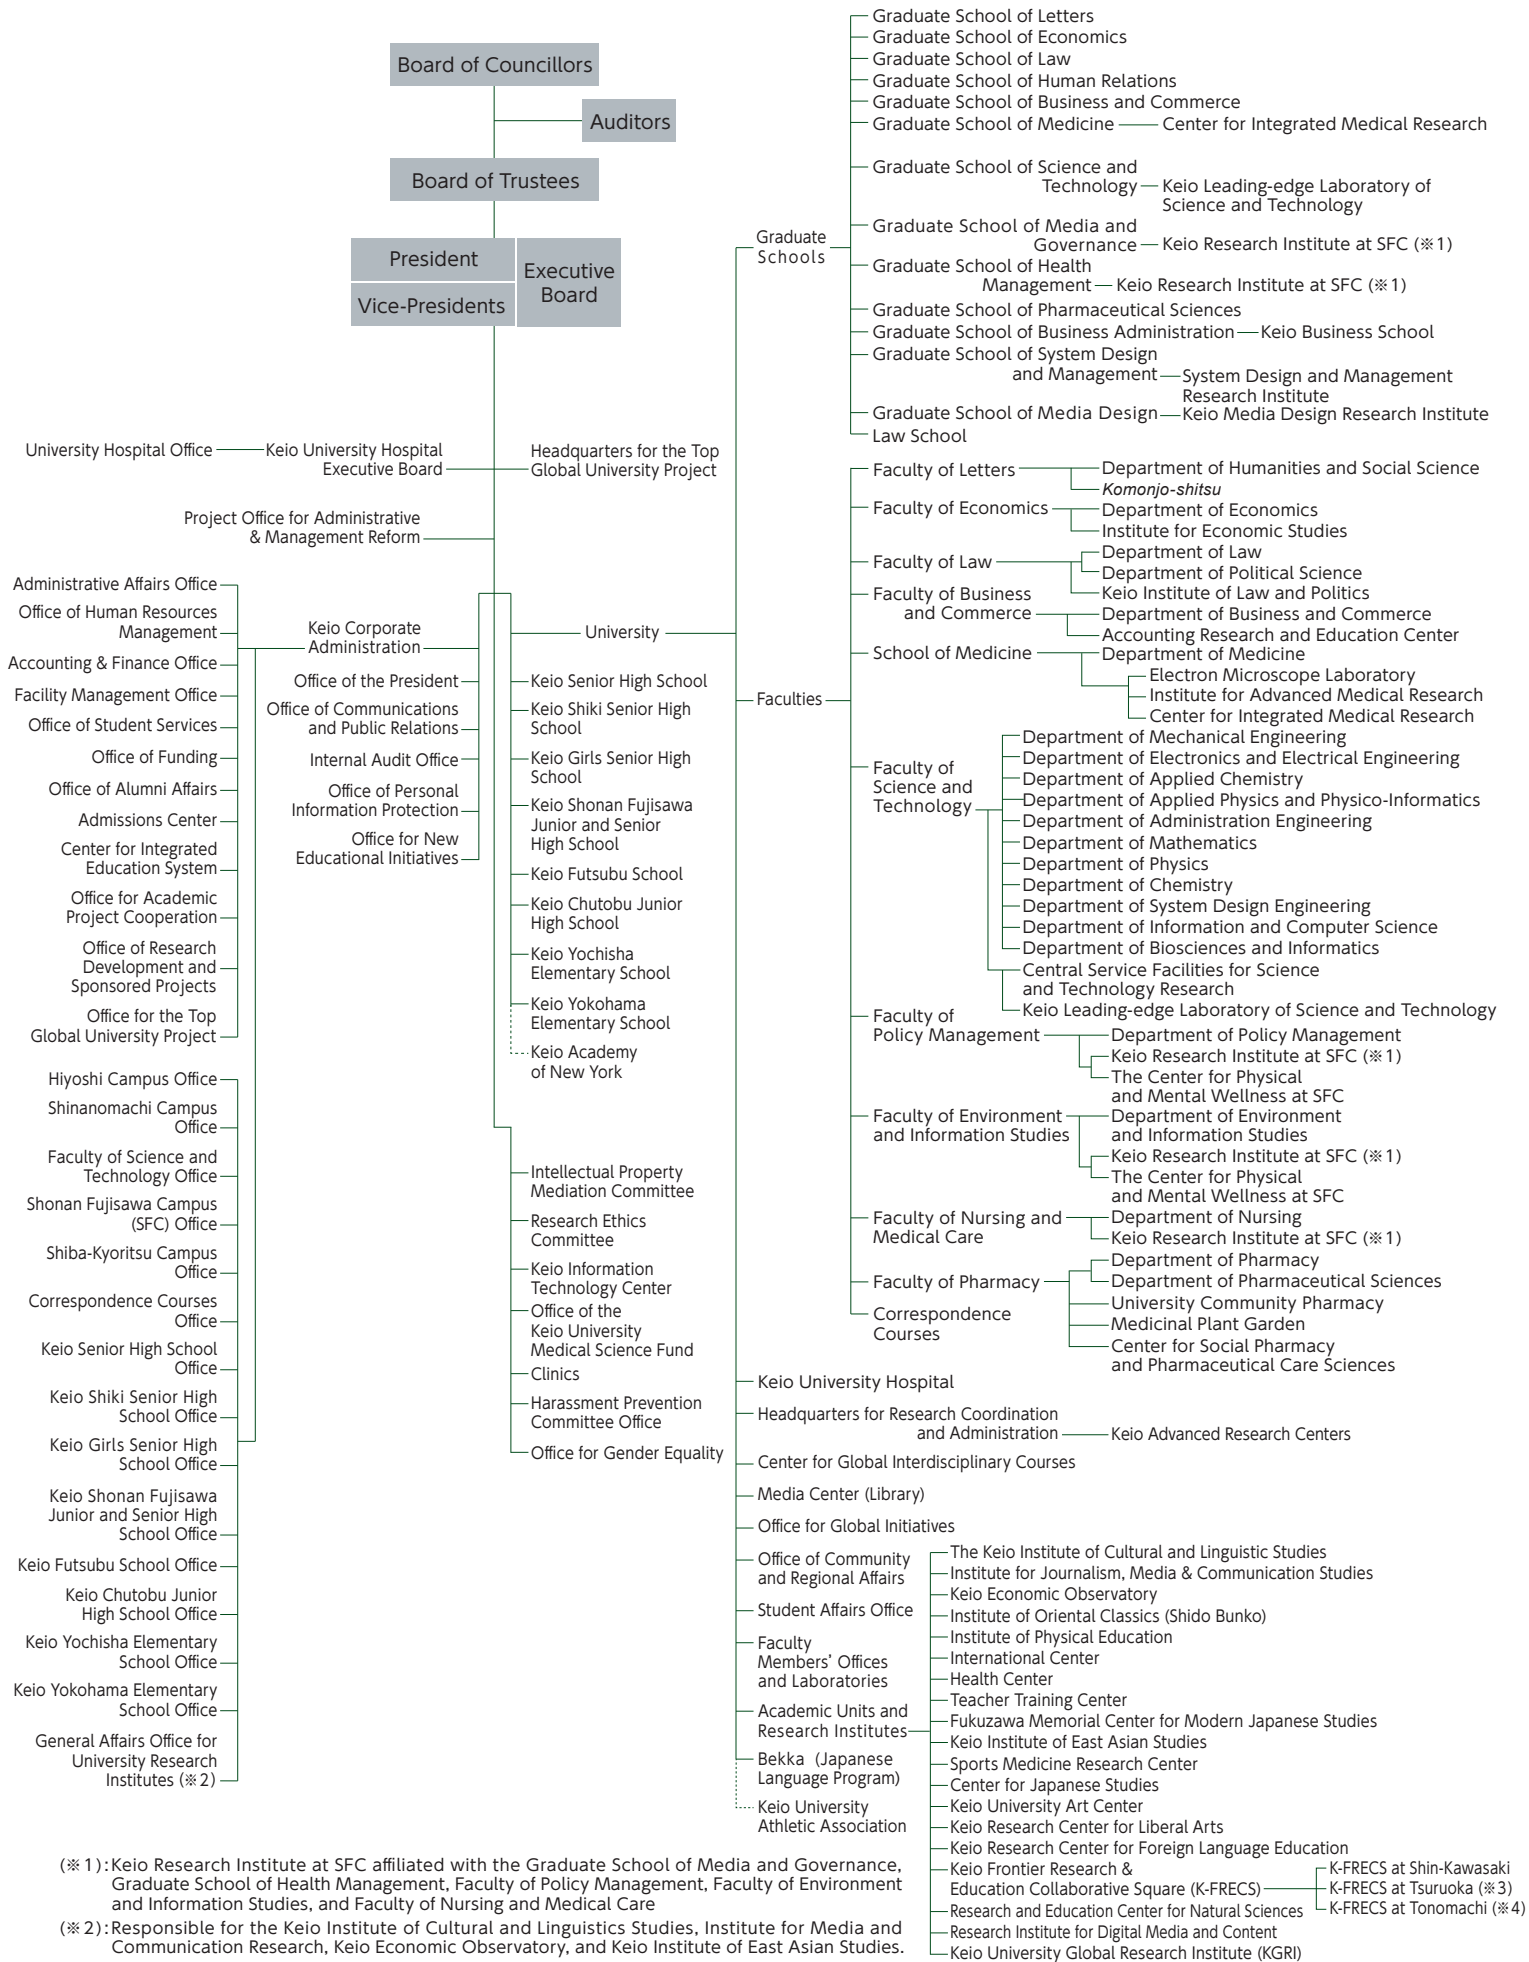 Board of Councillors
Auditors
Board of Trustees
President
Vice-Presidents
Executive
Board
University Hospital Office
Keio University Hospital
Executive Board
Headquarters for the Top
Global University Project
Project Office for Administrative
& Management Reform
Keio Corporate
Administration
Administrative Affairs Office
Office of Human Resources
Management
Accounting & Finance Office
Facility Management Office
Office of Student Services
Office of Funding
Office of Alumni Affairs
Admissions Center
Center for Integrated
Education System
Office for Academic
Project Cooperation
Office of Research
Development and
Sponsored Projects
Office for the Top
Global University Project
Hiyoshi Campus Office
Shinanomachi Campus
Office
Faculty of Science and
Technology Office
Shonan Fujisawa Campus
(SFC) Office
Shiba-Kyoritsu Campus
Office
Correspondence Courses
Office
Keio Senior High School
Office
Keio Shiki Senior High
School Office
Keio Girls Senior High
School Office
Keio Shonan Fujisawa
Junior and Senior High
School Office
Keio Futsubu School Office
Keio Chutobu Junior
High School Office
Keio Yochisha Elementary
School Office
Keio Yokohama Elementary
School Office
General Affairs Office for
University Research
Institutes (※2)
Office of the President
Office of Communications
and Public Relations
Internal Audit Office
Office of Personal
Information Protection
Office for New
Educational Initiatives
University
Keio Senior High School
Keio Shiki Senior High
School
Keio Girls Senior High
School
Keio Shonan Fujisawa
Junior and Senior
High School
Keio Futsubu School
Keio Chutobu Junior
High School
Keio Yochisha
Elementary School
Keio Yokohama
Elementary School
Keio Academy
of New York
Intellectual Property
Mediation Committee
Research Ethics
Committee
Keio Information
Technology Center
Office of the
Keio University
Medical Science Fund
Clinics
Harassment Prevention
Committee Office
Office for Gender Equality
Graduate
Schools
Graduate School of Letters
Graduate School of Economics
Graduate School of Law
Graduate School of Human Relations
Graduate School of Business and Commerce
Graduate School of Medicine
Center for Integrated Medical Research
Graduate School of Science and
Technology
Keio Leading-edge Laboratory of
Science and Technology
Graduate School of Media and
Governance
Keio Research Institute at SFC (※1)
Graduate School of Health
Management
Keio Research Institute at SFC (※1)
Graduate School of Pharmaceutical Sciences
Graduate School of Business Administration
Keio Business School
Graduate School of System Design
and Management
System Design and Management
Research Institute
Graduate School of Media Design
Keio Media Design Research Institute
Law School
Faculties
Faculty of Letters
Department of Humanities and Social Science
Komonjo-shitsu
Faculty of Economics
Department of Economics
Institute for Economic Studies
Faculty of Law
Department of Law
Department of Political Science
Keio Institute of Law and Politics
Faculty of Business
and Commerce
Department of Business and Commerce
Accounting Research and Education Center
School of Medicine
Department of Medicine
Electron Microscope Laboratory
Institute for Advanced Medical Research
Center for Integrated Medical Research
Faculty of
Science and
Technology
Department of Mechanical Engineering
Department of Electronics and Electrical Engineering
Department of Applied Chemistry
Department of Applied Physics and Physico-Informatics
Department of Administration Engineering
Department of Mathematics
Department of Physics
Department of Chemistry
Department of System Design Engineering
Department of Information and Computer Science
Department of Biosciences and Informatics
Central Service Facilities for Science
and Technology Research
Keio Leading-edge Laboratory of Science and Technology
Faculty of
Policy Management
Department of Policy Management
Keio Research Institute at SFC (※1)
The Center for Physical
and Mental Wellness at SFC
Faculty of Environment
and Information Studies
Department of Environment
and Information Studies
Keio Research Institute at SFC (※1)
The Center for Physical
and Mental Wellness at SFC
Faculty of Nursing and
Medical Care
Department of Nursing
Keio Research Institute at SFC (※1)
Faculty of Pharmacy
Department of Pharmacy
Department of Pharmaceutical Sciences
University Community Pharmacy
Medicinal Plant Garden
Center for Social Pharmacy
and Pharmaceutical Care Sciences
Correspondence
Courses
Keio University Hospital
Headquarters for Research Coordination
and Administration
Keio Advanced Research Centers
Center for Global Interdisciplinary Courses
Media Center (Library)
Office for Global Initiatives
Office of Community
and Regional Affairs
Student Affairs Office
Faculty
Members’ Offices
and Laboratories
Academic Units and
Research Institutes
Bekka (Japanese
Language Program)
Keio University
Athletic Association
The Keio Institute of Cultural and Linguistic Studies
Institute for Journalism, Media & Communication Studies
Keio Economic Observatory
Institute of Oriental Classics (Shido Bunko)
Institute of Physical Education
International Center
Health Center
Teacher Training Center
Fukuzawa Memorial Center for Modern Japanese Studies
Keio Institute of East Asian Studies
Sports Medicine Research Center
Center for Japanese Studies
Keio University Art Center
Keio Research Center for Liberal Arts
Keio Research Center for Foreign Language Education
Keio Frontier Research &
Education Collaborative Square (K-FRECS)
K-FRECS at Shin-Kawasaki
K-FRECS at Tsuruoka (※3)
K-FRECS at Tonomachi (※4)
Research and Education Center for Natural Sciences
Research Institute for Digital Media and Content
Keio University Global Research Institute (KGRI)
(※1):Keio Research Institute at SFC affiliated with the Graduate School of Media and Governance,
Graduate School of Health Management, Faculty of Policy Management, Faculty of Environment
and Information Studies, and Faculty of Nursing and Medical Care
(※2):Responsible for the Keio Institute of Cultural and Linguistics Studies, Institute for Media and
Communication Research, Keio Economic Observatory, and Keio Institute of East Asian Studies.